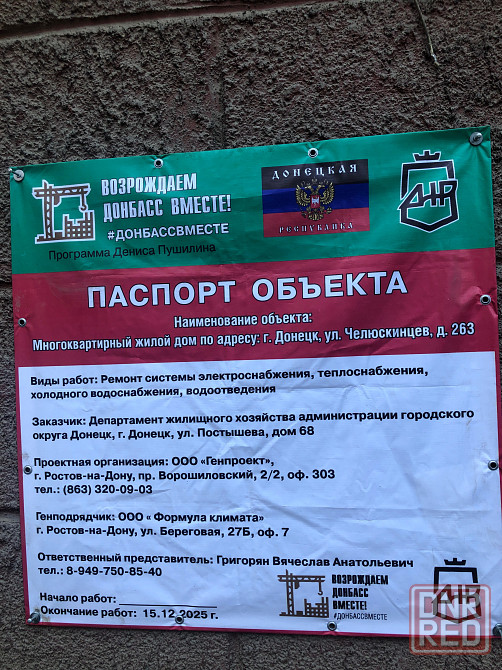 ВОЗРОЖДАЕМ
ДОНБАСС ВМЕСТЕ!
#ДОНБАССВМЕСТЕ
Программа Дениса Пушилина
ДОНЕЦКАЯ
РЕСПУБЛИКА
ДНР
ПАСПОРТ ОБЪЕКТА
Наименование объекта:
Многоквартирный жилой дом по адресу: г. Донецк, ул. Челюскинцев, д. 263
Виды работ: Ремонт системы электроснабжения, теплоснабжения,
холодного водоснабжения, водоотведения
Заказчик: Департамент жилищного хозяйства администрации городского
округа Донецк, г. Донецк, ул. Постышева, дом 68
Проектная организация: ООО «Генпроект»,
г. Ростов-на-Дону, пр. Ворошиловский, 2/2, оф. 303
тел.: (863) 320-09-03
Генподрядчик: ООО « Формула климата»
г. Ростов-на-Дону, ул. Береговая, 27Б, оф. 7
Ответственный представитель: Григорян Вячеслав Анатольевич
тел.: 8-949-750-85-40
Начало работ: _______________
Окончание работ: 15.12.2025 г.
ВОЗРОЖДАЕМ
ДОНБАСС
ВМЕСТЕ!
#ДОНБАССВМЕСТЕ
ДНР
DNR
RED